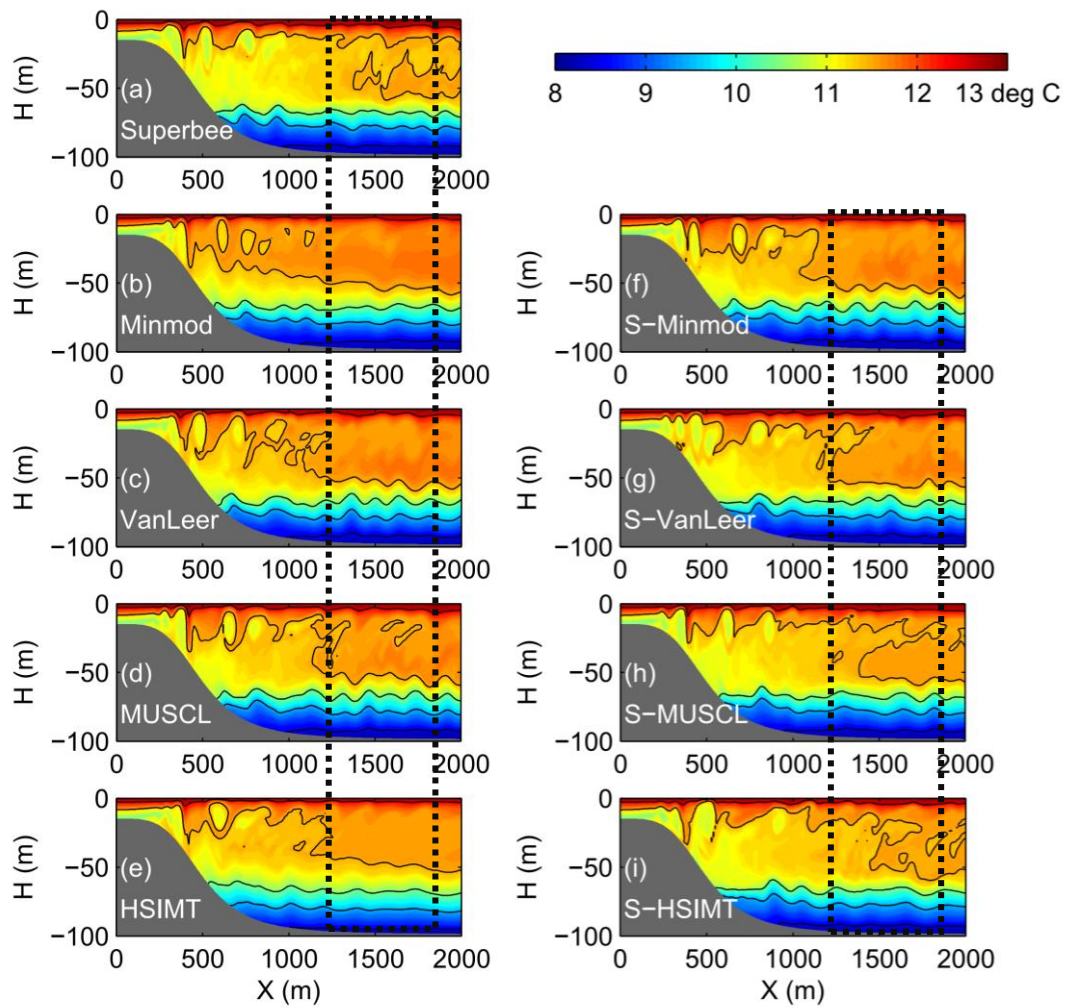 0
H (m)
−50
(a)
Superbee
−100
0 500 1000 1500 2000
8 9 10 11 12 13 deg C
0
H (m)
−50
(b)
Minmod
−100
0 500 1000 1500 2000
0
H (m)
−50
(f)
S−Minmod
−100
0 500 1000 1500 2000
0
H (m)
−50
(c)
VanLeer
−100
0 500 1000 1500 2000
0
H (m)
−50
(g)
S−VanLeer
−100
0 500 1000 1500 2000
0
H (m)
−50
(d)
MUSCL
−100
0 500 1000 1500 2000
0
H (m)
−50
(h)
S−MUSCL
−100
0 500 1000 1500 2000
0
H (m)
−50
(e)
HSIMT
−100
0 500 1000 1500 2000
X (m)
0
H (m)
−50
(i)
S−HSIMT
−100
0 500 1000 1500 2000
X (m)